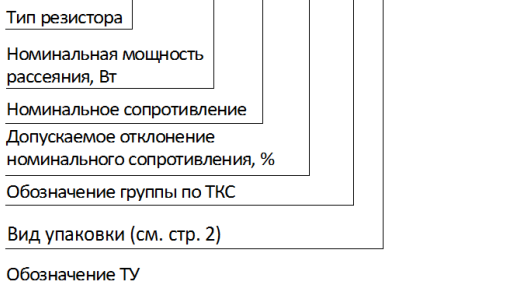 Тип резистора
Номинальная мощность
рассеяния, Вт
Номинальное сопротивление
Допускаемое отклонение
номинального сопротивления, %
Обозначение группы по ТКС
Вид упаковки (см. стр. 2)
Обозначение ТУ